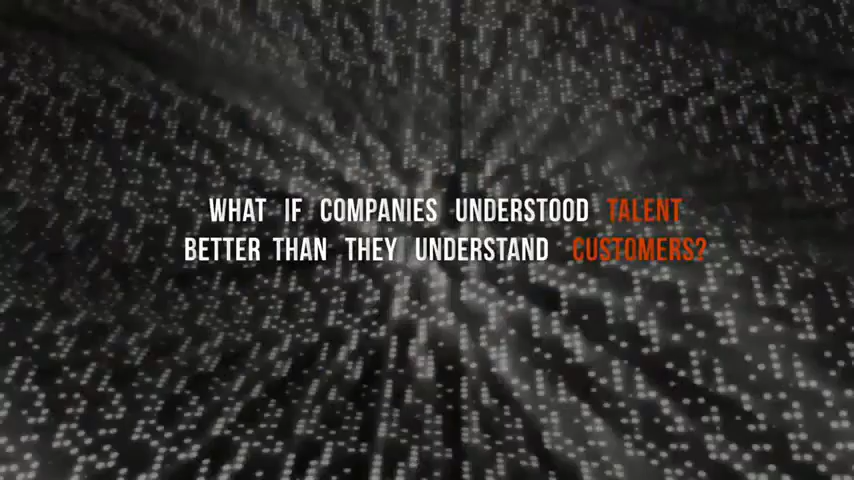 WHAT IF COMPANIES UNDERSTOOD TALENT
BETTER THAN THEY UNDERSTAND CUSTOMERS?